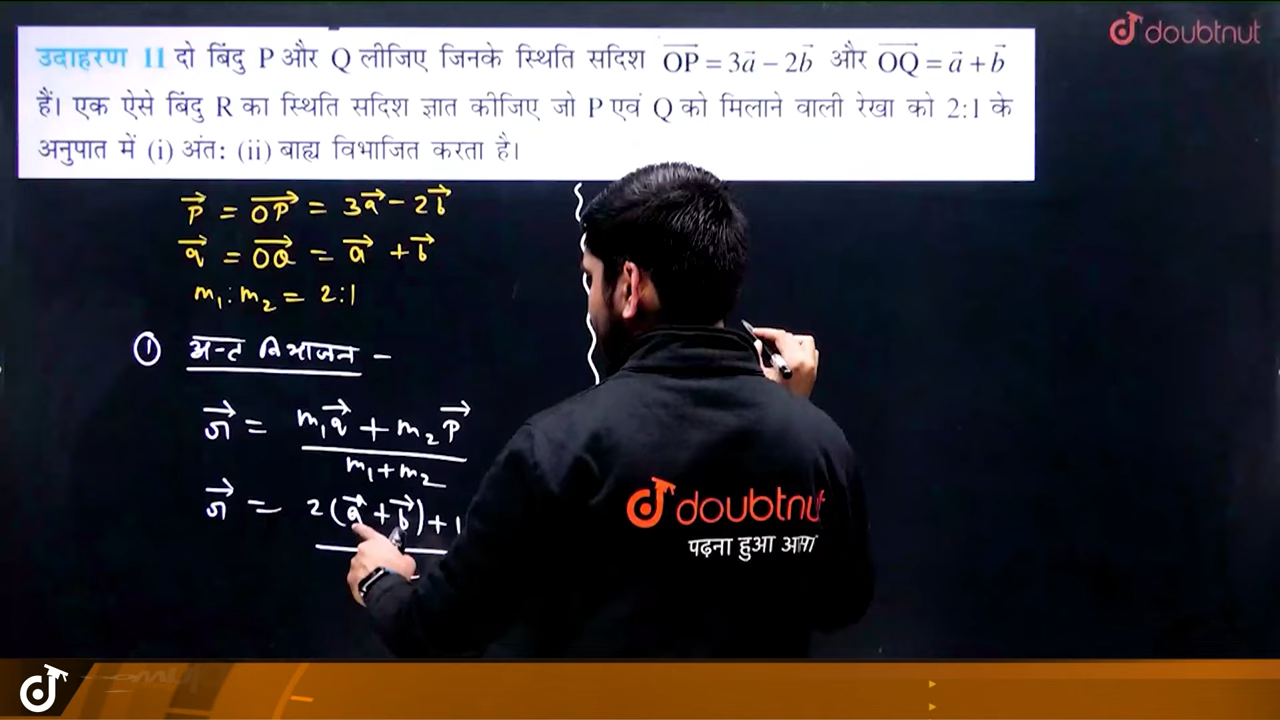 doubtnut
उदाहरण 11 दो बिंदु P और Q लीजिए जिनके स्थिति सदिश OP⃗ = 3a⃗ − 2b⃗ और OQ⃗ = a⃗ + b⃗
हैं। एक ऐसे बिंदु R का स्थिति सदिश ज्ञात कीजिए जो P एवं Q को मिलाने वाली रेखा को 2:1 के
अनुपात में (i) अंत: (ii) बाह्य विभाजित करता है।
p⃗ = OP⃗ = 3a⃗ − 2b⃗
q⃗ = OQ⃗ = a⃗ + b⃗
m₁:m₂ = 2:1
① अन्त विभाजन −
r⃗ = m₁q⃗ + m₂p⃗
m₁+m₂
r⃗ = 2(a⃗+b⃗)+1
doubtnut
पढ़ना हुआ आसा